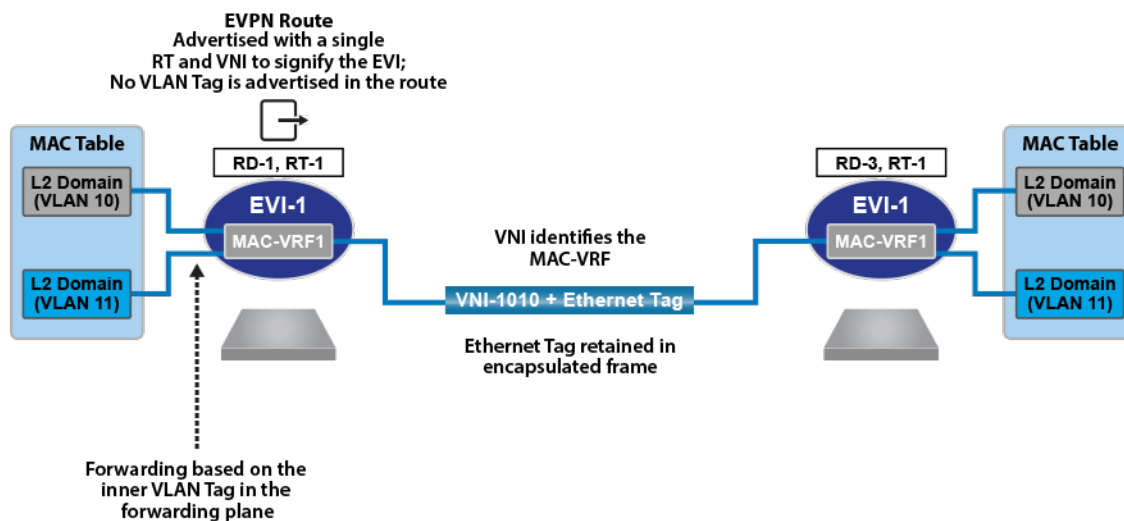 EVPN Route
Advertised with a single
RT and VNI to signify the EVI;
No VLAN Tag is advertised in the route
MAC Table
L2 Domain
(VLAN 10)
L2 Domain
(VLAN 11)
RD-1, RT-1
EVI-1
MAC-VRF1
VNI identifies the
MAC-VRF
VNI-1010 + Ethernet Tag
Ethernet Tag retained in
encapsulated frame
RD-3, RT-1
EVI-1
MAC-VRF1
MAC Table
L2 Domain
(VLAN 10)
L2 Domain
(VLAN 11)
Forwarding based on the
inner VLAN Tag in the
forwarding plane